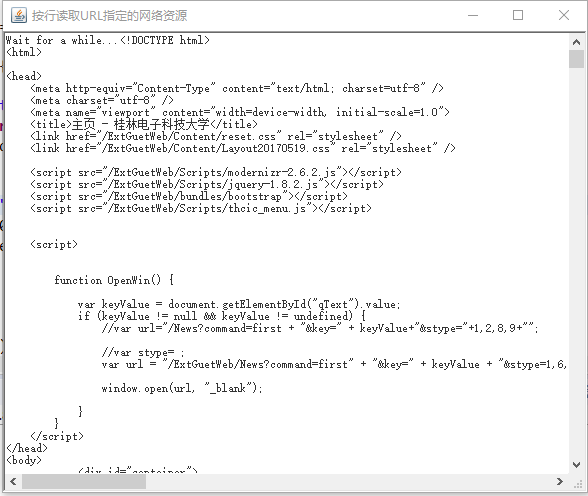 按行读取URL指定的网络资源
Wait for a while...<!DOCTYPE html>
<html>
<head>
<meta http-equiv="Content-Type" content="text/html; charset=utf-8" />
<meta charset="utf-8" />
<meta name="viewport" content="width=device-width, initial-scale=1.0">
<title>主页 - 桂林电子科技大学</title>
<link href="/ExtGuetWeb/Content/reset.css" rel="stylesheet" />
<link href="/ExtGuetWeb/Content/Layout20170519.css" rel="stylesheet" />
<script src="/ExtGuetWeb/Scripts/modernizr-2.6.2.js"></script>
<script src="/ExtGuetWeb/Scripts/jquery-1.8.2.js"></script>
<script src="/ExtGuetWeb/bundles/bootstrap"></script>
<script src="/ExtGuetWeb/Scripts/thcic_menu.js"></script>
<script>
function OpenWin() {
var keyValue = document.getElementById("qText").value;
if (keyValue != null && keyValue != undefined) {
//var url="/News?command=first + "&key=" + keyValue+"&stype="+1,2,8,9+"";
//var stype= ;
var url = "/ExtGuetWeb/News?command=first" + "&key=" + keyValue + "&stype=1,6,
window.open(url, "_blank");
}
}
</script>
</head>
<body>
<div id="container">